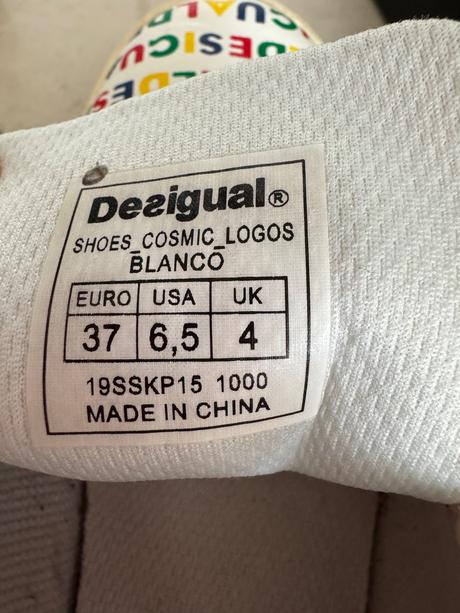 Desigual®
SHOES_COSMIC_LOGOS
BLANCO
EURO USA UK
37 6,5 4
19SSKP15 1000
MADE IN CHINA